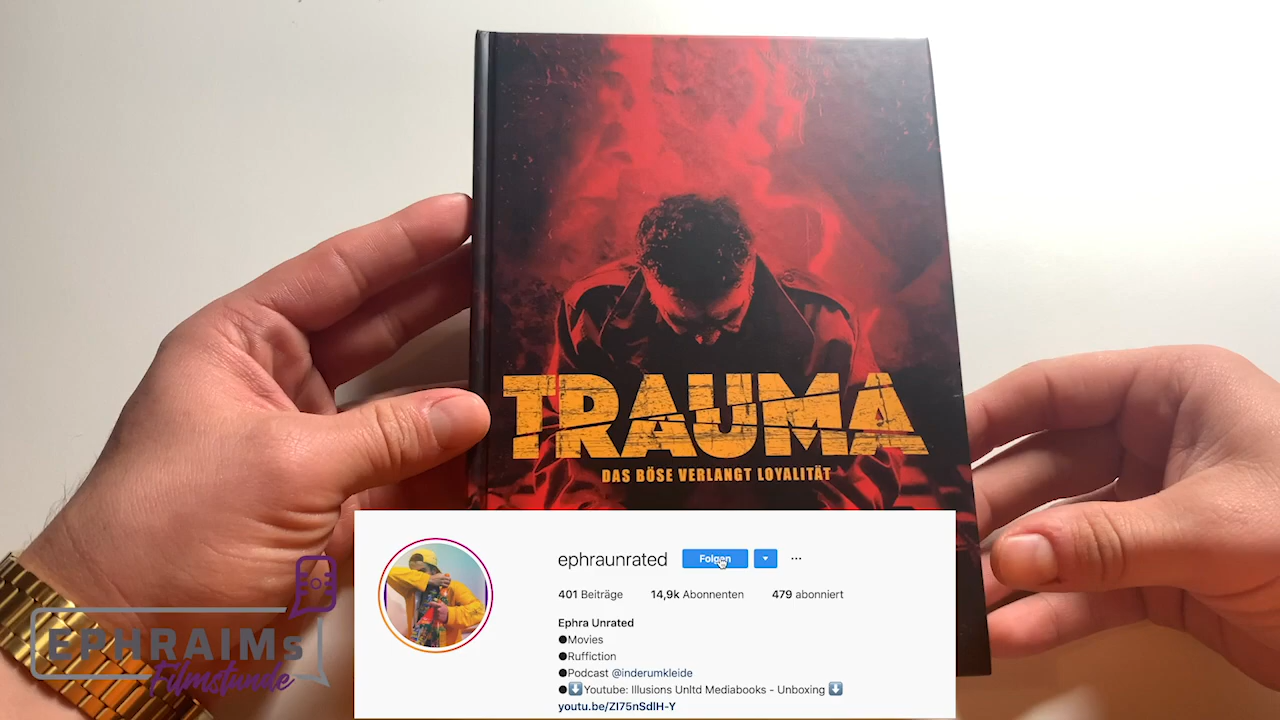 TRAUMA
DAS BÖSE VERLANGT LOYALITÄT
ephraunrated Folgen ...
401 Beiträge 14,9k Abonnenten 479 abonniert
Ephra Unrated
●Movies
●Ruffiction
●Podcast @inderumkleide
●⬇️Youtube: Illusions Unltd Mediabooks - Unboxing ⬇️
youtu.be/ZI75nSdlH-Y
EPHRAIMs
Filmstunde